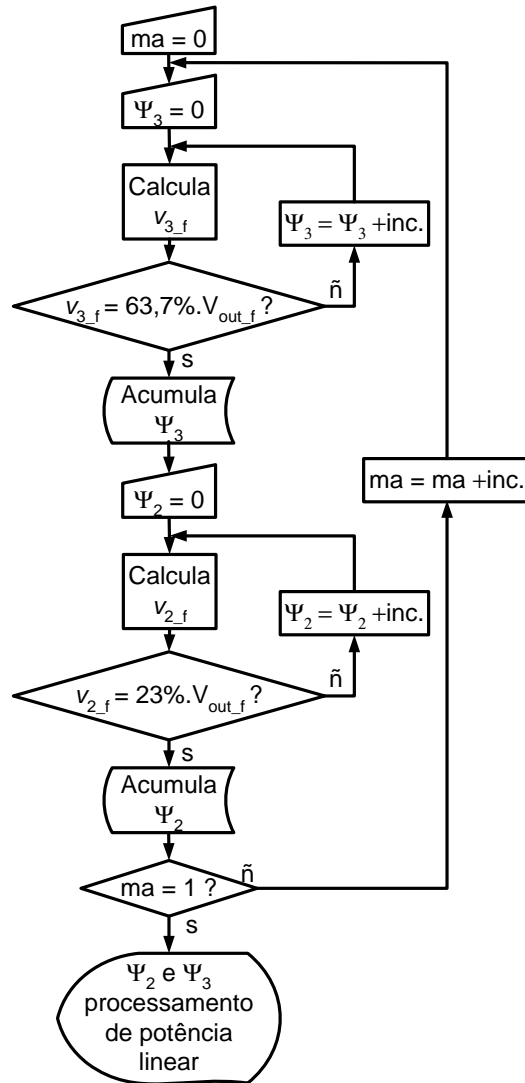 ma = 0
Ψ3 = 0
Calcula
v3_f
Ψ3 = Ψ3 +inc.
v3_f = 63,7%.Vout_f ?
ñ
s
Acumula
Ψ3
ma = ma +inc.
Ψ2 = 0
Calcula
v2_f
Ψ2 = Ψ2 +inc.
v2_f = 23%.Vout_f ?
ñ
s
Acumula
Ψ2
ma = 1 ?
ñ
s
Ψ2 e Ψ3
processamento
de potência
linear